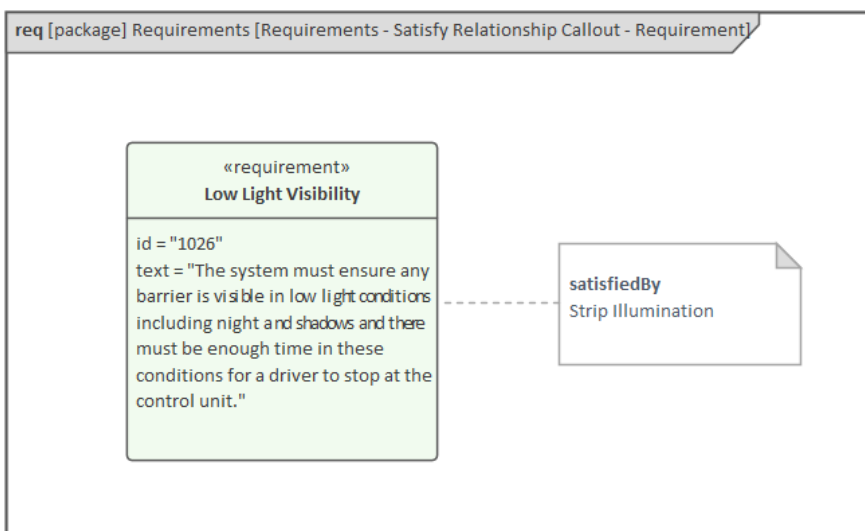 req [package] Requirements [Requirements - Satisfy Relationship Callout - Requirement]
«requirement»
Low Light Visibility
id = "1026"
text = "The system must ensure any
barrier is visible in low light conditions
including night and shadows and there
must be enough time in these
conditions for a driver to stop at the
control unit."
satisfiedBy
Strip Illumination